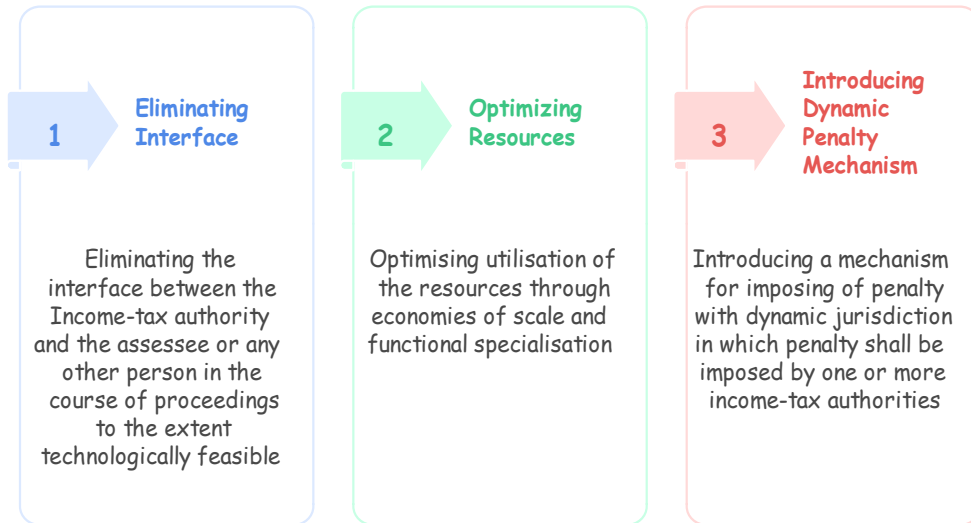 1
Eliminating
Interface
Eliminating the
interface between the
Income-tax authority
and the assessee or any
other person in the
course of proceedings
to the extent
technologically feasible
2
Optimizing
Resources
Optimising utilisation of
the resources through
economies of scale and
functional specialisation
3
Introducing
Dynamic
Penalty
Mechanism
Introducing a mechanism
for imposing of penalty
with dynamic jurisdiction
in which penalty shall be
imposed by one or more
income-tax authorities